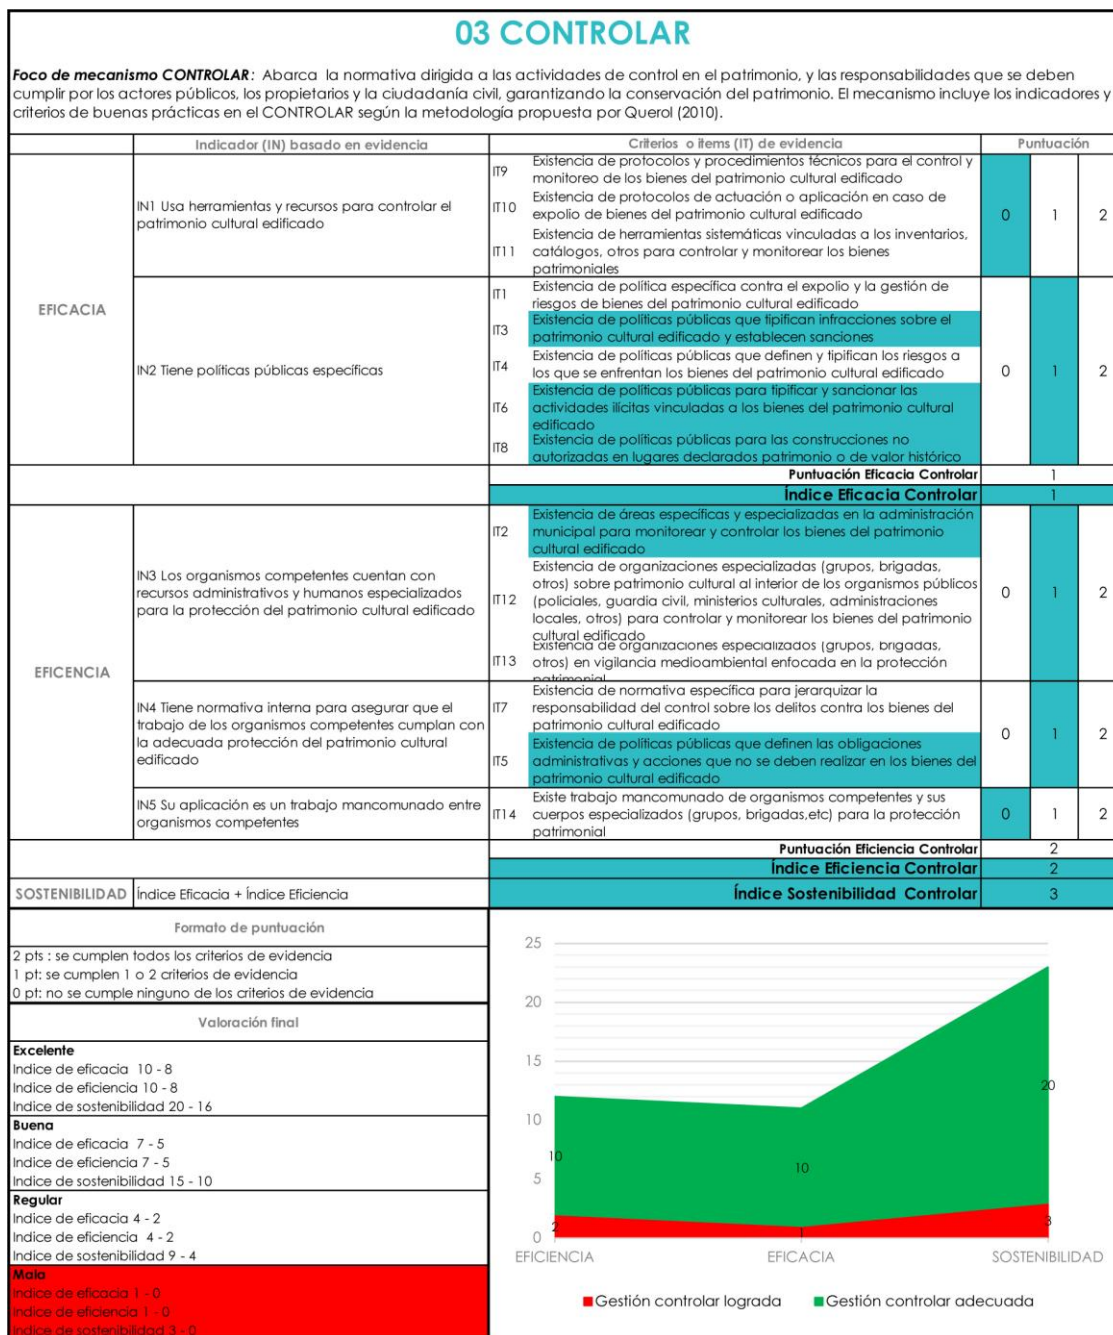 03 CONTROLAR
Foco de mecanismo CONTROLAR: Abarca la normativa dirigida a las actividades de control en el patrimonio, y las responsabilidades que se deben
cumplir por los actores públicos, los propietarios y la ciudadanía civil, garantizando la conservación del patrimonio. El mecanismo incluye los indicadores y
criterios de buenas prácticas en el CONTROLAR según la metodología propuesta por Querol (2010).
Indicador (IN) basado en evidencia
Criterios o ítems (IT) de evidencia
Puntuación
EFICACIA
IN1 Usa herramientas y recursos para controlar el
patrimonio cultural edificado
IT9
Existencia de protocolos y procedimientos técnicos para el control y
monitoreo de los bienes del patrimonio cultural edificado
IT10
Existencia de protocolos de actuación o aplicación en caso de
expolio de bienes del patrimonio cultural edificado
IT11
Existencia de herramientas sistemáticas vinculadas a los inventarios,
catálogos, otros para controlar y monitorear los bienes
patrimoniales
0 1 2
IN2 Tiene políticas públicas específicas
IT1
Existencia de política específica contra el expolio y la gestión de
riesgos de bienes del patrimonio cultural edificado
IT3
Existencia de políticas públicas que tipifican infracciones sobre el
patrimonio cultural edificado y establecen sanciones
IT4
Existencia de políticas públicas que definen y tipifican los riesgos a
los que se enfrentan los bienes del patrimonio cultural edificado
IT6
Existencia de políticas públicas para tipificar y sancionar las
actividades ilícitas vinculadas a los bienes del patrimonio cultural
edificado
IT8
Existencia de políticas públicas para las construcciones no
autorizadas en lugares declarados patrimonio o de valor histórico
0 1 2
Puntuación Eficacia Controlar 1
Índice Eficacia Controlar 1
EFICENCIA
IN3 Los organismos competentes cuentan con
recursos administrativos y humanos especializados
para la protección del patrimonio cultural edificado
IT2
Existencia de áreas específicas y especializadas en la administración
municipal para monitorear y controlar los bienes del patrimonio
cultural edificado
IT12
Existencia de organizaciones especializadas (grupos, brigadas,
otros) sobre patrimonio cultural al interior de los organismos públicos
(policiales, guardia civil, ministerios culturales, administraciones
locales, otros) para controlar y monitorear los bienes del patrimonio
cultural edificado
IT13
Existencia de organizaciones especializados (grupos, brigadas,
otros) en vigilancia medioambiental enfocada en la protección
patrimonial
0 1 2
IN4 Tiene normativa interna para asegurar que el
trabajo de los organismos competentes cumplan con
la adecuada protección del patrimonio cultural
edificado
IT7
Existencia de normativa específica para jerarquizar la
responsabilidad del control sobre los delitos contra los bienes del
patrimonio cultural edificado
IT5
Existencia de políticas públicas que definen las obligaciones
administrativas y acciones que no se deben realizar en los bienes del
patrimonio cultural edificado
0 1 2
IN5 Su aplicación es un trabajo mancomunado entre
organismos competentes
IT14
Existe trabajo mancomunado de organismos competentes y sus
cuerpos especializados (grupos, brigadas,etc) para la protección
patrimonial
0 1 2
Puntuación Eficiencia Controlar 2
Índice Eficiencia Controlar 2
SOSTENIBILIDAD Índice Eficacia + Índice Eficiencia Índice Sostenibilidad Controlar 3
Formato de puntuación
2 pts : se cumplen todos los criterios de evidencia
1 pt: se cumplen 1 o 2 criterios de evidencia
0 pt: no se cumple ninguno de los criterios de evidencia
Valoración final
Excelente
Indice de eficacia 10 - 8
Indice de eficiencia 10 - 8
Indice de sostenibilidad 20 - 16
Buena
Indice de eficacia 7 - 5
Indice de eficiencia 7 - 5
Indice de sostenibilidad 15 - 10
Regular
Indice de eficacia 4 - 2
Indice de eficiencia 4 - 2
Indice de sostenibilidad 9 - 4
Mala
Indice de eficacia 1 - 0
Indice de eficiencia 1 - 0
Indice de sostenibilidad 3 - 0
25
20
15
10
5
0
10
10
20
2
1
3
EFICIENCIA
EFICACIA
SOSTENIBILIDAD
Gestión controlar lograda
Gestión controlar adecuada